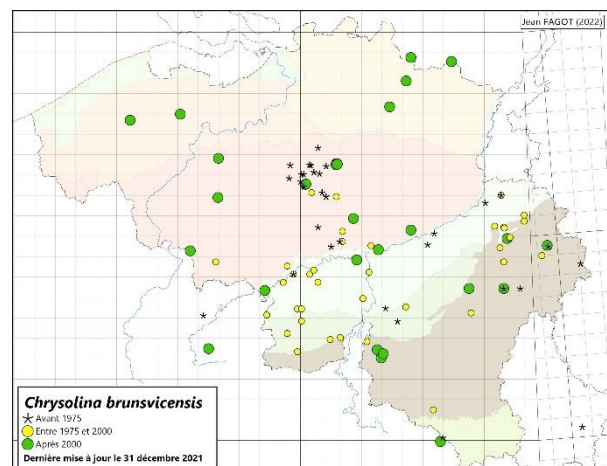 Jean FAGOT (2022)
Chrysolina brunsvicensis
Avant 1975
Entre 1975 et 2000
Après 2000
Dernière mise à jour le 31 décembre 2021